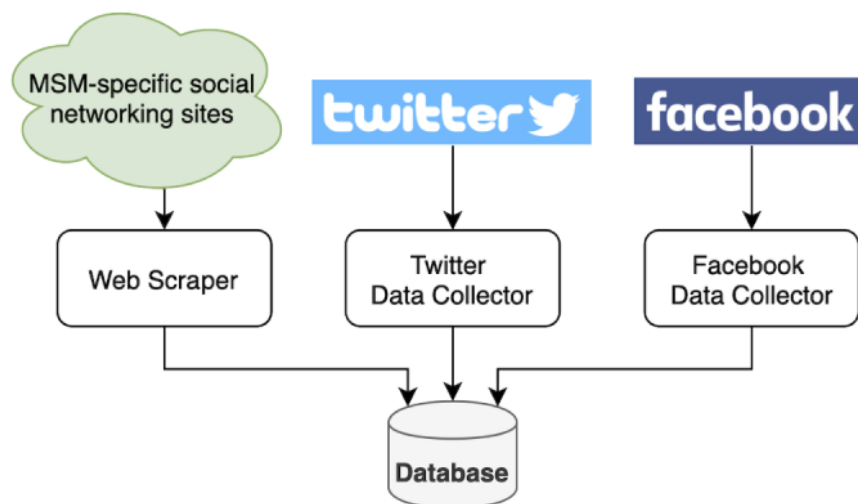 MSM-specific social
networking sites
twitter
facebook
Web Scraper
Twitter
Data Collector
Facebook
Data Collector
Database